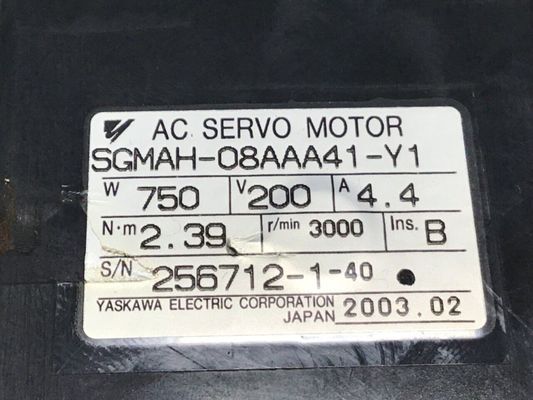 AC SERVO MOTOR
SGMAH-08AAA41-Y1
W 750 V 200 A 4.4
N·m 2.39 r/min 3000 Ins. B
S/N 256712-1-40
YASKAWA ELECTRIC CORPORATION
JAPAN 2003.02